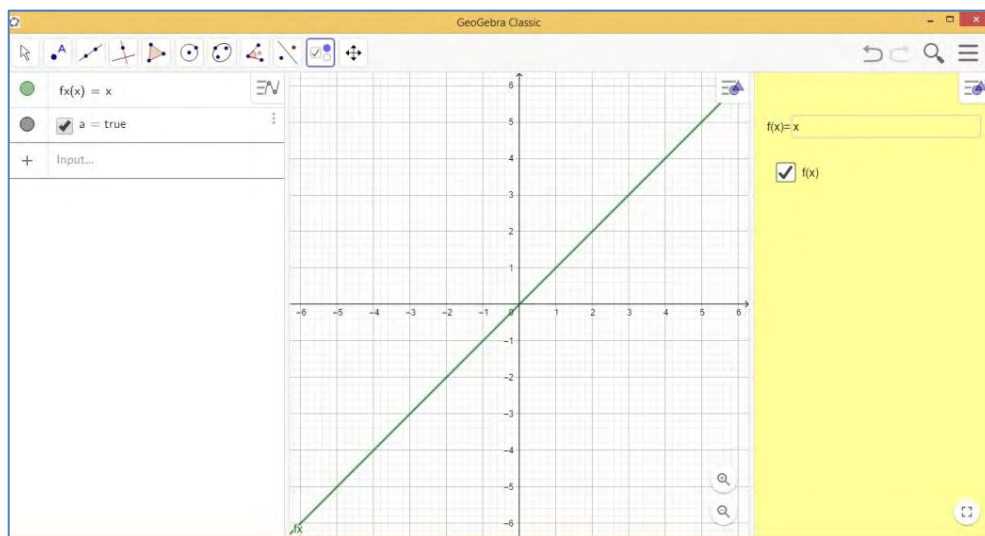 GeoGebra Classic
A
fx(x) = x
a = true
+ Input...
6
5
4
3
2
1
-6 -5 -4 -3 -2 -1 0 1 2 3 4 5 6
-1
-2
-3
-4
-5
-6
fx
f(x)= x
f(x)